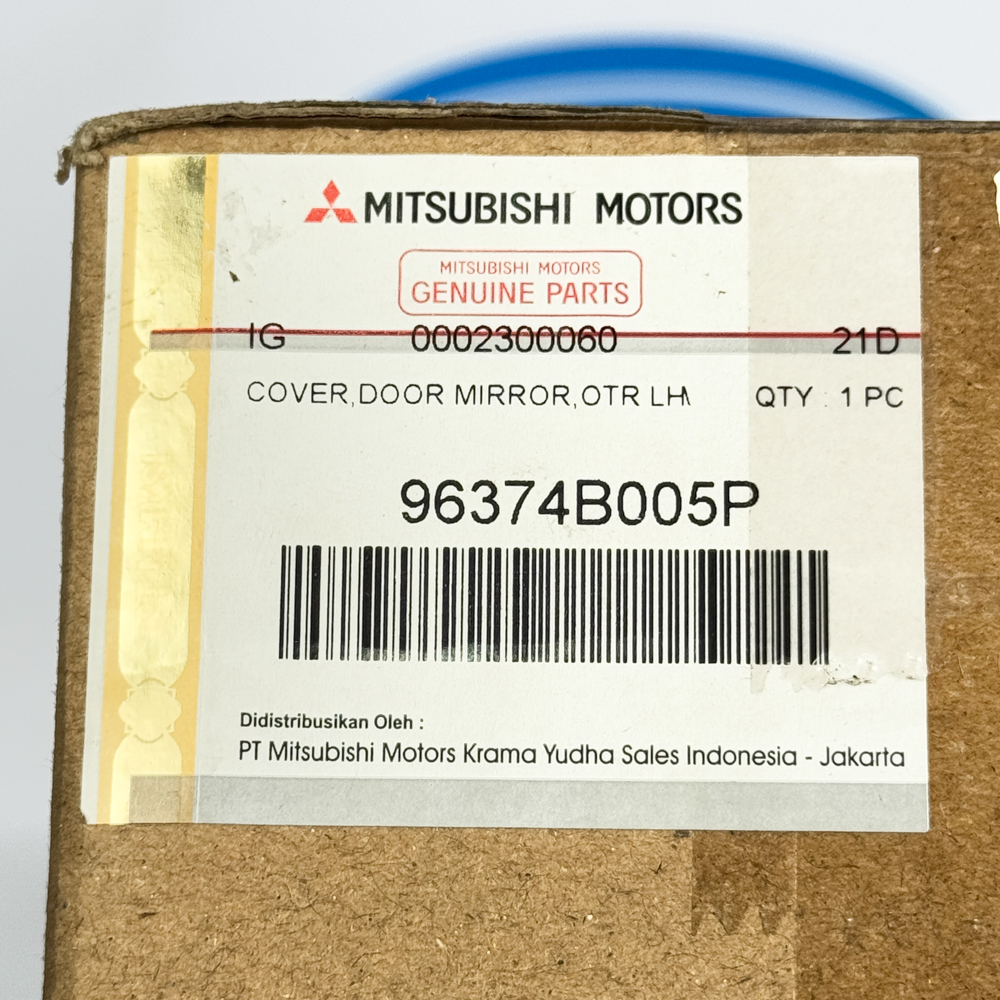 MITSUBISHI MOTORS
MITSUBISHI MOTORS
GENUINE PARTS
IG 0002300060 21D
COVER,DOOR MIRROR,OTR LH QTY : 1 PC
96374B005P
Didistribusikan Oleh :
PT Mitsubishi Motors Krama Yudha Sales Indonesia - Jakarta